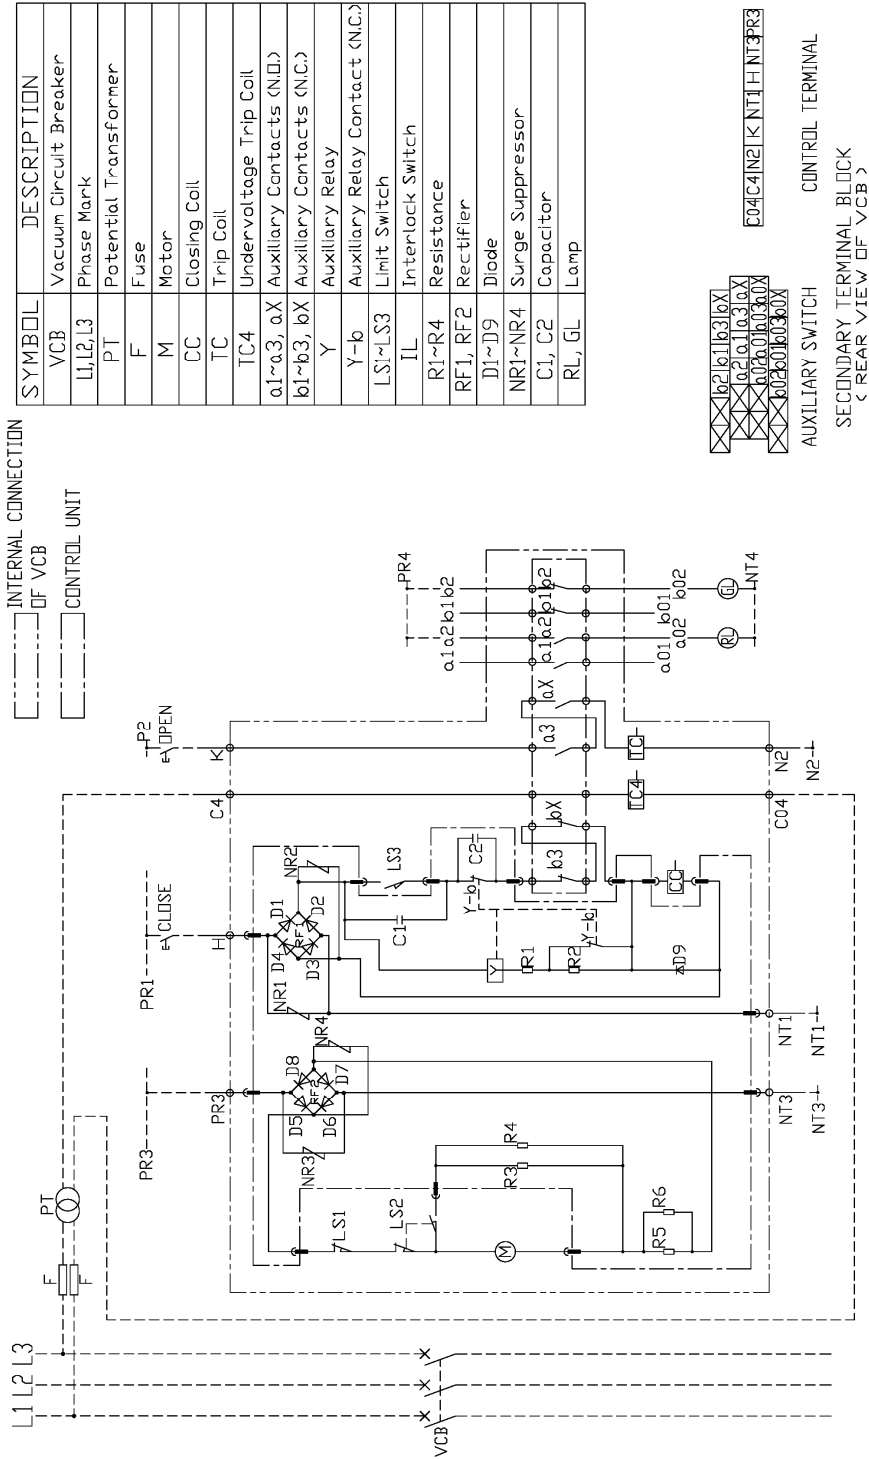 SYMBOL DESCRIPTION
VCB Vacuum Circuit Breaker
L1,L2,L3 Phase Mark
PT Potential Transformer
F Fuse
M Motor
CC Closing Coil
TC Trip Coil
TC4 Undervoltage Trip Coil
a1~a3, aX Auxiliary Contacts (N.O.)
b1~b3, bX Auxiliary Contacts (N.C.)
Y Auxiliary Relay
Y-b Auxiliary Relay Contact (N.C.)
LS1~LS3 Limit Switch
IL Interlock Switch
R1~R4 Resistance
RF1, RF2 Rectifier
D1~D9 Diode
NR1~NR4 Surge Suppressor
C1, C2 Capacitor
RL, GL Lamp
C04 C4 N2 K NT1 H NT3 PR3
CONTROL TERMINAL
b2 b1 b3 bX
a2 a1 a3 aX
a02 a01 a03 a0X
b02 b01 b03 b0X
AUXILIARY SWITCH
SECONDARY TERMINAL BLOCK
< REAR VIEW OF VCB >
INTERNAL CONNECTION
OF VCB
CONTROL UNIT
L1 L2 L3
F
F
PT
VCB
PR3
PR1
P2
PR4
CLOSE
OPEN
PR3
H
C4
K
a1 a2 b1 b2
D8
D7
D5
D6
RF2
NR3
NR4
D1
D2
D4
D3
RF1
NR1
NR2
LS1
LS2
LS3
C1
C2
Y-b
Y-b
b3
bX
a3
aX
a1 a2 b1 b2
R3
R4
M
R5
R6
Y
R1
R2
D9
CC
TC4
TC
a01
a02
b01
b02
RL
GL
NT4
NT3
NT3
NT1
NT1
C04
N2
N2